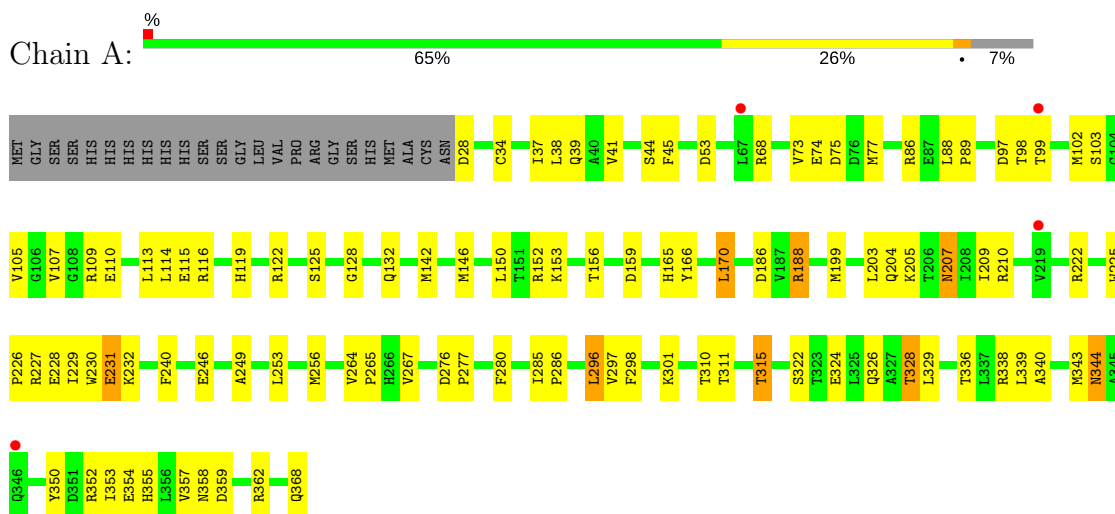 %
Chain A:
65% 26% • 7%
MET GLY SER SER HIS HIS HIS HIS HIS HIS SER SER GLY LEU VAL PRO ARG GLY SER HIS MET ALA CYS ASN D28 C34 I37 L38 Q39 A40 V41 S44 F45 D53 L67 R68 V73 E74 D75 D76 M77 R86 E87 L88 P89 D97 T98 T99 M102 S103 G104
V105 G106 V107 G108 R109 E110 L113 L114 E115 R116 H119 R122 S125 G128 Q132 M142 M146 L150 T151 R152 K153 T156 D159 H165 Y166 L170 D186 V187 R188 M199 L203 Q204 K205 T206 N207 I208 I209 R210 V219 R222 W225
P226 R227 E228 I229 W230 E231 K232 F240 E246 A249 L253 M256 V264 P265 H266 V267 D276 P277 F280 I285 P286 L296 V297 F298 K301 T310 T311 T315 S322 T323 E324 L325 Q326 A327 T328 L329 T336 L337 R338 L339 A340 M343 N344 A345
Q346 Y350 D351 R352 I353 E354 H355 L356 V357 N358 D359 R362 Q368